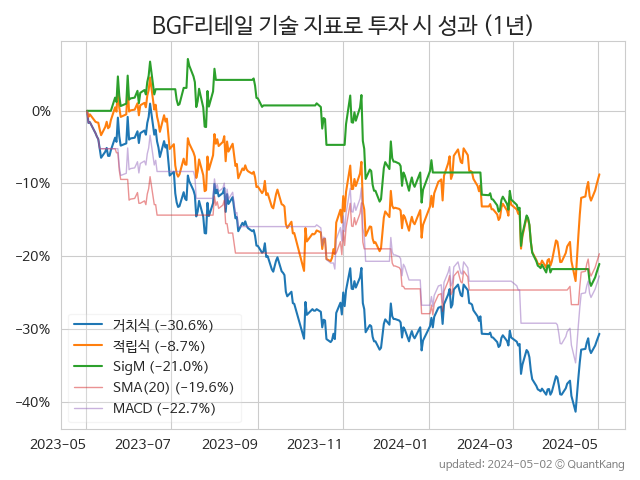 BGF리테일 기술 지표로 투자 시 성과 (1년)
0%
−10%
−20%
−30%
−40%
거치식 (−30.6%)
적립식 (−8.7%)
SigM (−21.0%)
SMA(20) (−19.6%)
MACD (−22.7%)
2023-05 2023-07 2023-09 2023-11 2024-01 2024-03 2024-05
updated: 2024-05-02 © QuantKang